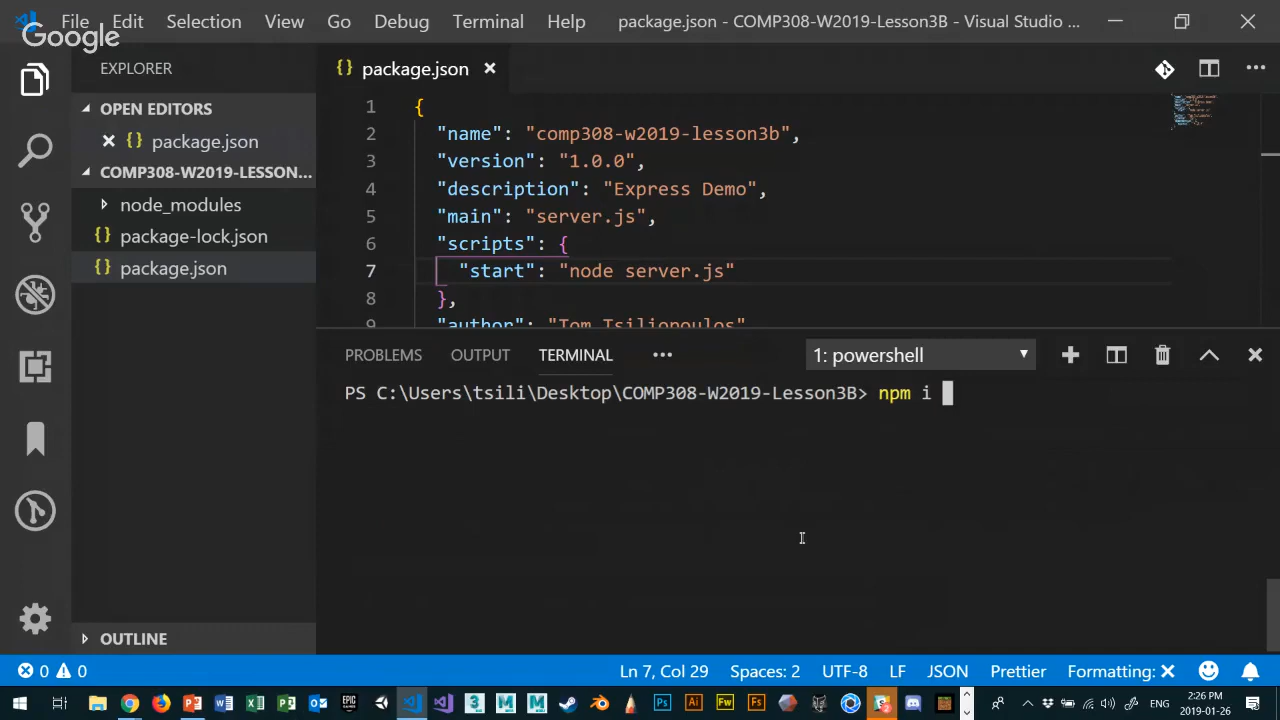 File Edit Selection View Go Debug Terminal Help package.json - COMP308-W2019-Lesson3B - Visual Studio ...
Google
EXPLORER
OPEN EDITORS
package.json
COMP308-W2019-LESSON...
node_modules
package-lock.json
package.json
OUTLINE
package.json
1 {
2 "name": "comp308-w2019-lesson3b",
3 "version": "1.0.0",
4 "description": "Express Demo",
5 "main": "server.js",
6 "scripts": {
7 "start": "node server.js"
8 },
9 "author": "Tom Tsiliopoulos"
PROBLEMS OUTPUT TERMINAL ... 1: powershell
PS C:\Users\tsili\Desktop\COMP308-W2019-Lesson3B> npm i
0 0 Ln 7, Col 29 Spaces: 2 UTF-8 LF JSON Prettier Formatting:
ENG 2:26 PM
2019-01-26